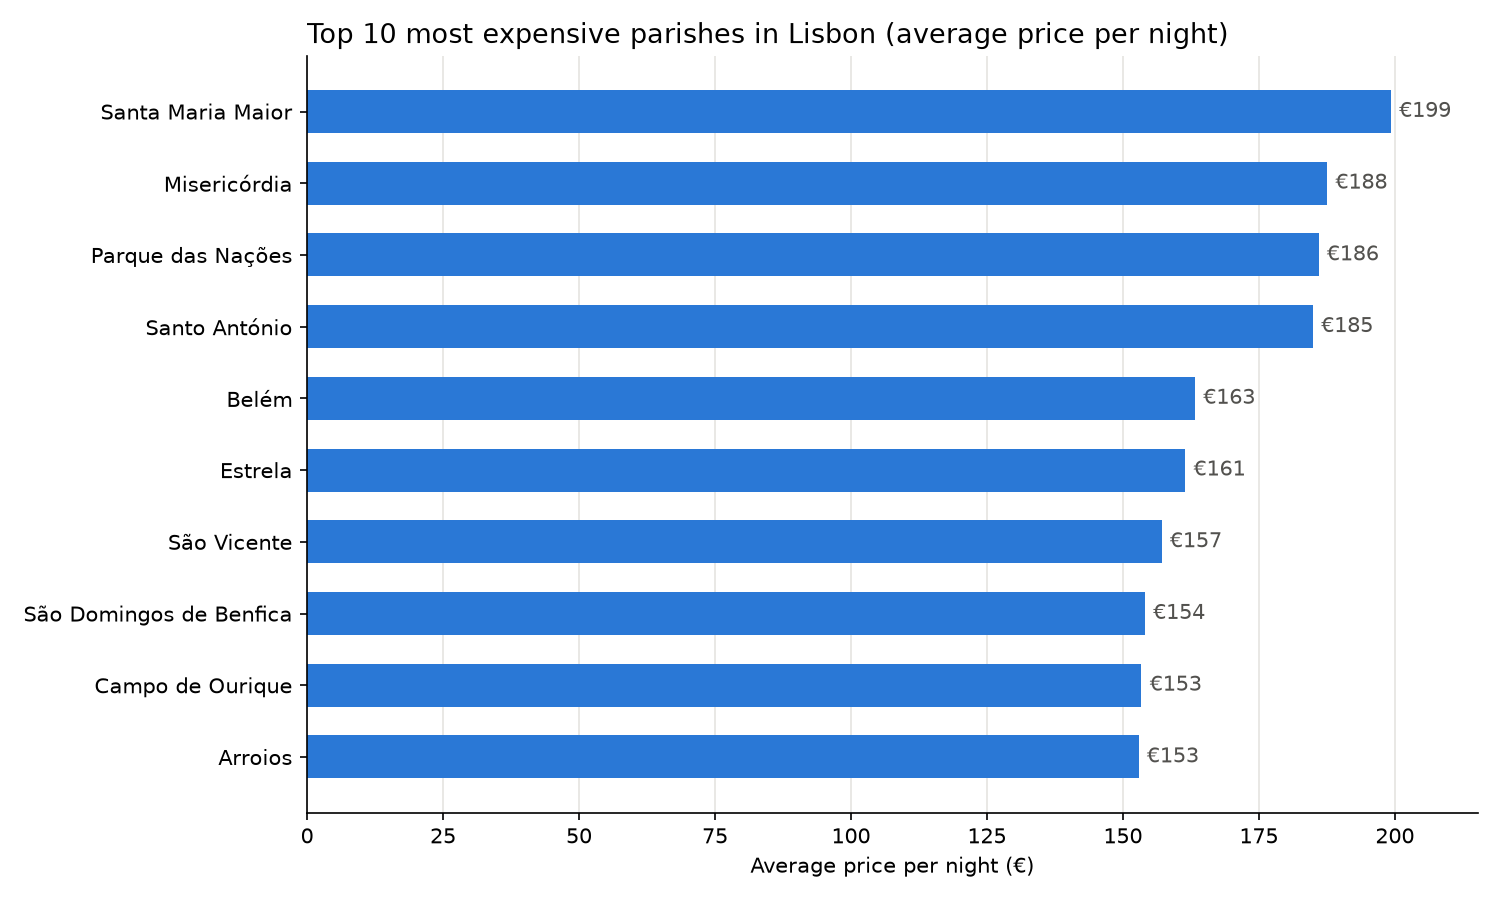 Top 10 most expensive parishes in Lisbon (average price per night)
Santa Maria Maior €199
Misericórdia €188
Parque das Nações €186
Santo António €185
Belém €163
Estrela €161
São Vicente €157
São Domingos de Benfica €154
Campo de Ourique €153
Arroios €153
0 25 50 75 100 125 150 175 200
Average price per night (€)